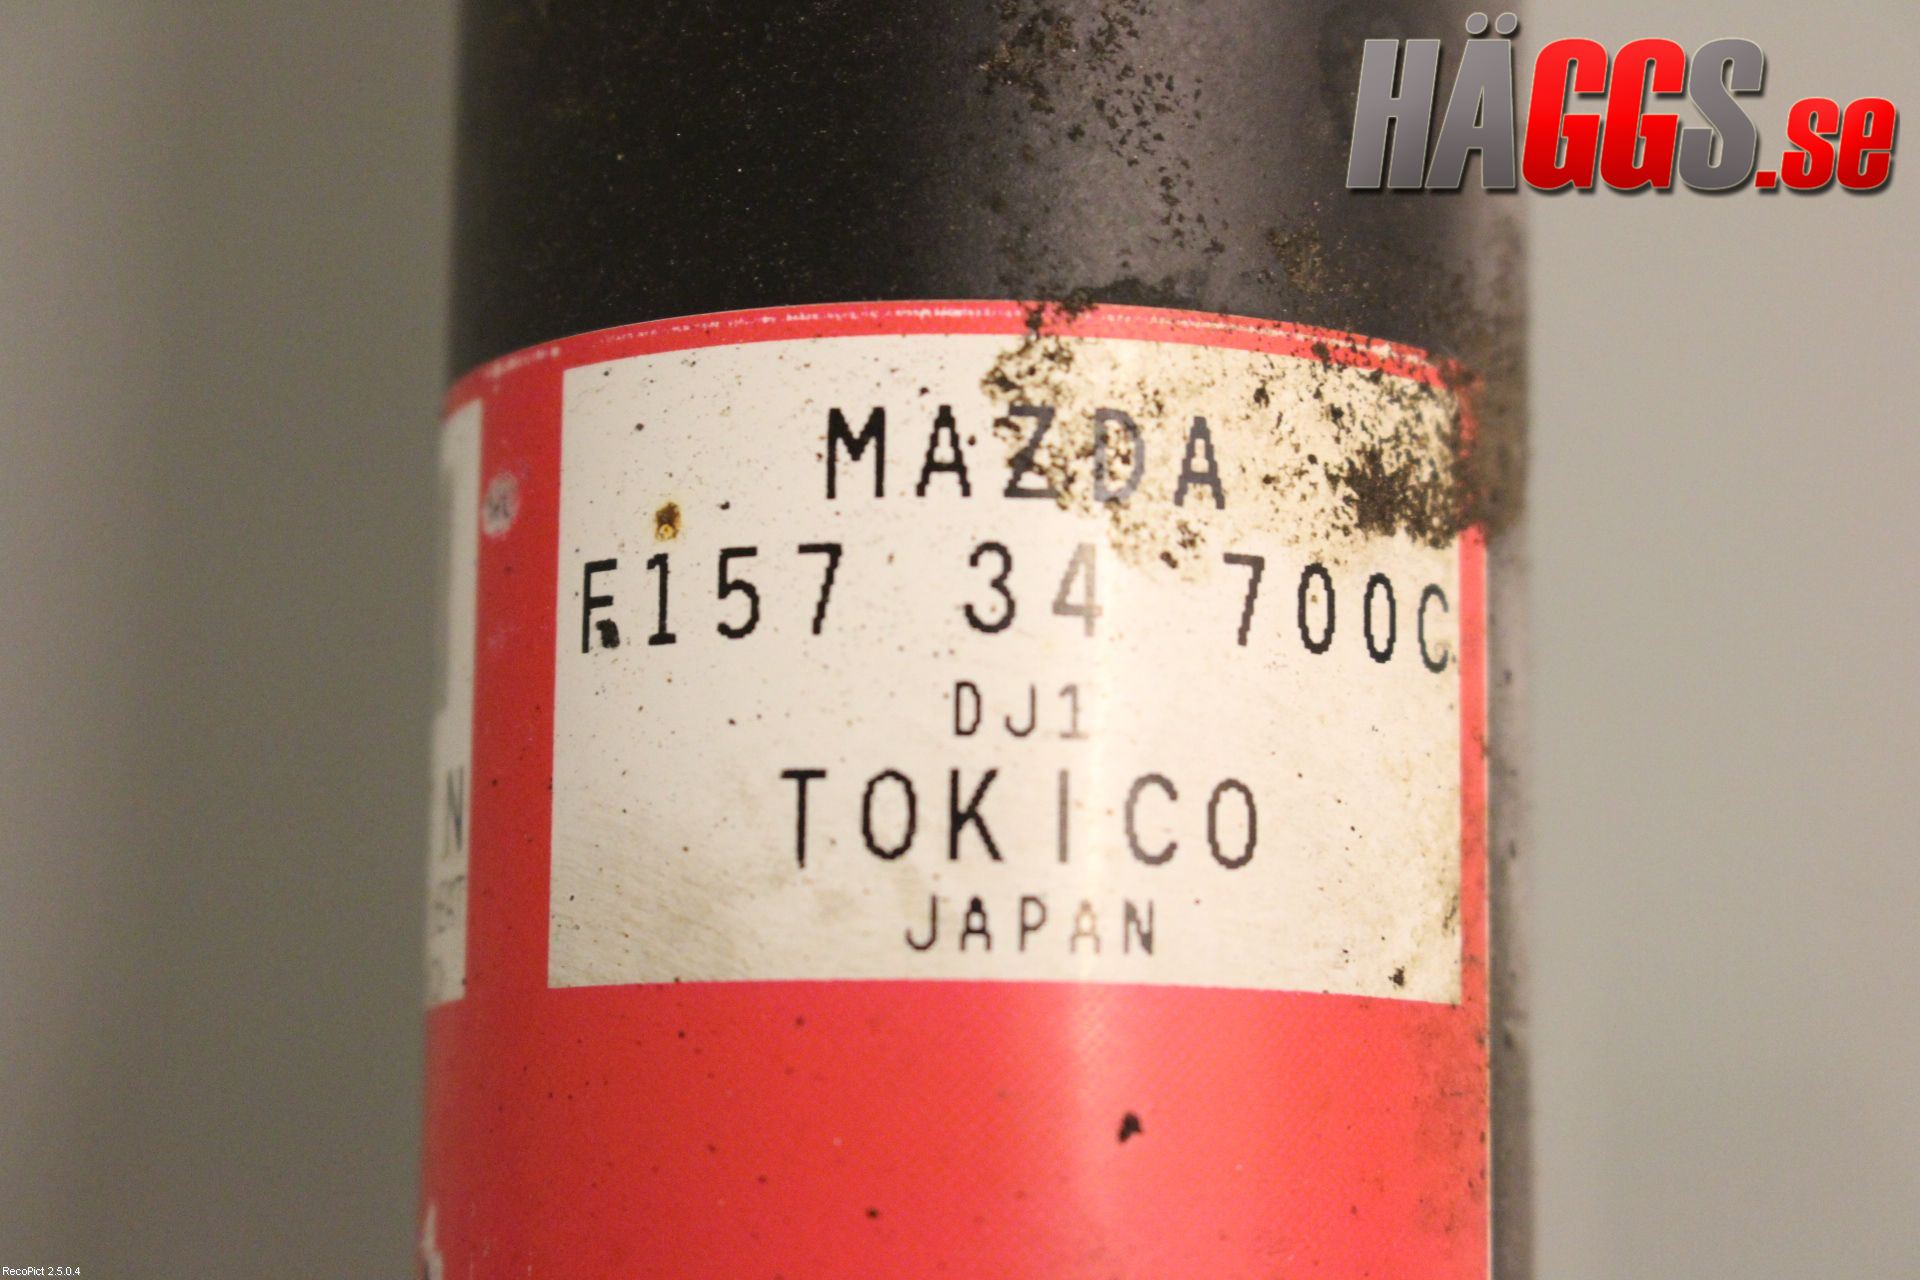 HÄGGS.se
MAZDA
F157 34 700C
DJ1
TOKICO
JAPAN
N
RecoPict 2.5.0.4